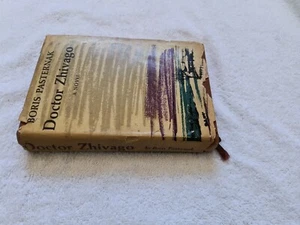 BORIS PASTERNAK
Doctor Zhivago
A NOVEL
Doctor Zhivago